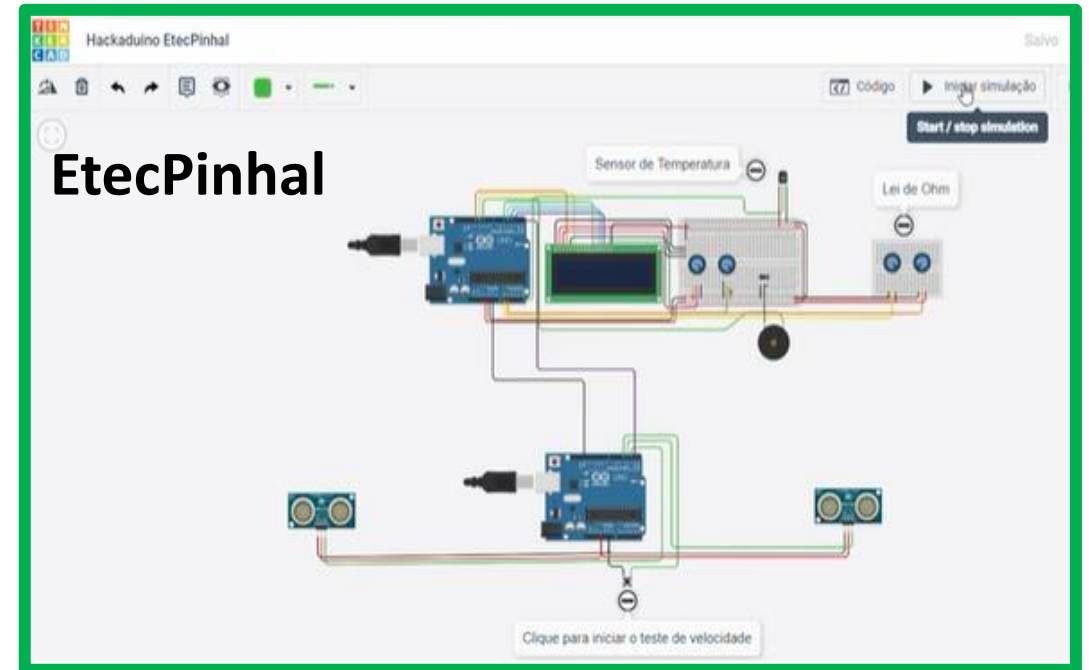 TIN
KER
CAD
Hackaduino EtecPinhal
Salvo
Código
Iniciar simulação
Start / stop simulation
EtecPinhal
Sensor de Temperatura
Lei de Ohm
Clique para iniciar o teste de velocidade